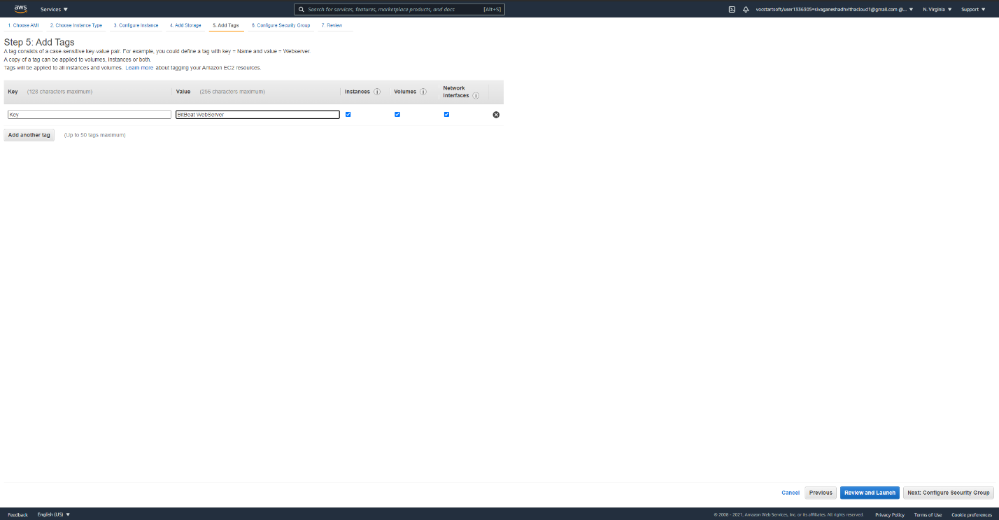 aws
Services
Search for services, features, marketplace products, and docs [Alt+S]
vocstartsoft/user1336305=sivaganeshadhvithacloud1@gmail.com @...
N. Virginia
Support
1. Choose AMI
2. Choose Instance Type
3. Configure Instance
4. Add Storage
5. Add Tags
6. Configure Security Group
7. Review
Step 5: Add Tags
A tag consists of a case-sensitive key-value pair. For example, you could define a tag with key = Name and value = Webserver.
A copy of a tag can be applied to volumes, instances or both.
Tags will be applied to all instances and volumes. Learn more about tagging your Amazon EC2 resources.
Key (128 characters maximum)
Value (256 characters maximum)
Instances
Volumes
Network
Interfaces
Key
BitBeat WebServer
Add another tag
(Up to 50 tags maximum)
Cancel
Previous
Review and Launch
Next: Configure Security Group
Feedback
English (US)
© 2008 - 2021, Amazon Web Services, Inc. or its affiliates. All rights reserved.
Privacy Policy
Terms of Use
Cookie preferences